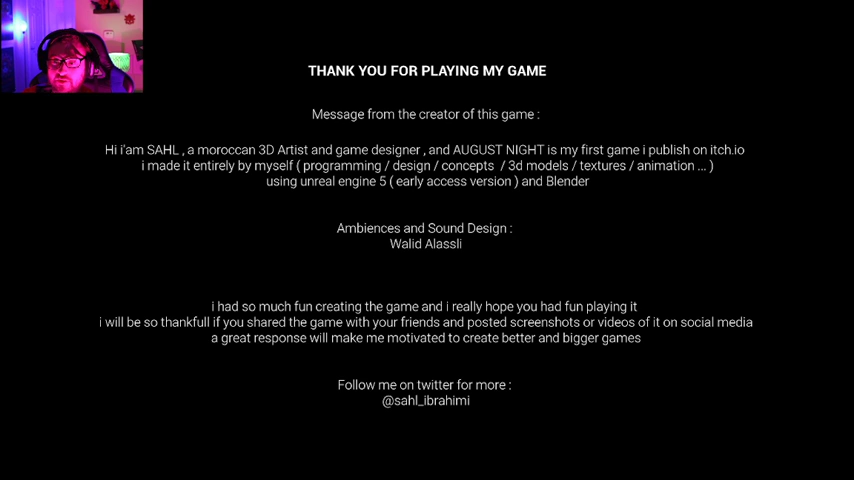 THANK YOU FOR PLAYING MY GAME
Message from the creator of this game :
Hi i'am SAHL , a moroccan 3D Artist and game designer , and AUGUST NIGHT is my first game i publish on itch.io
i made it entirely by myself ( programming / design / concepts / 3d models / textures / animation ... )
using unreal engine 5 ( early access version ) and Blender
Ambiences and Sound Design :
Walid Alassli
i had so much fun creating the game and i really hope you had fun playing it
i will be so thankfull if you shared the game with your friends and posted screenshots or videos of it on social media
a great response will make me motivated to create better and bigger games
Follow me on twitter for more :
@sahl_ibrahimi